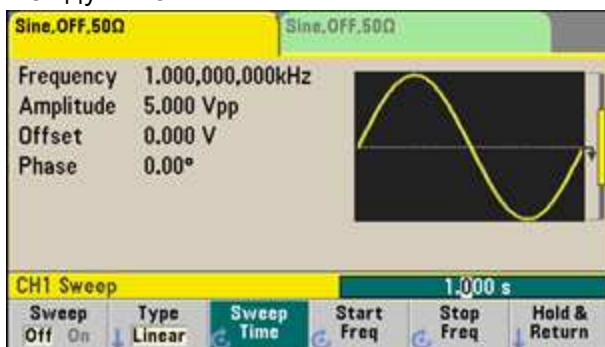 Sine,OFF,50Ω
Sine,OFF,50Ω
Frequency 1.000,000,000kHz
Amplitude 5.000 Vpp
Offset 0.000 V
Phase 0.00°
CH1 Sweep 1.000 s
Sweep Off On
Type Linear
Sweep Time
Start Freq
Stop Freq
Hold & Return